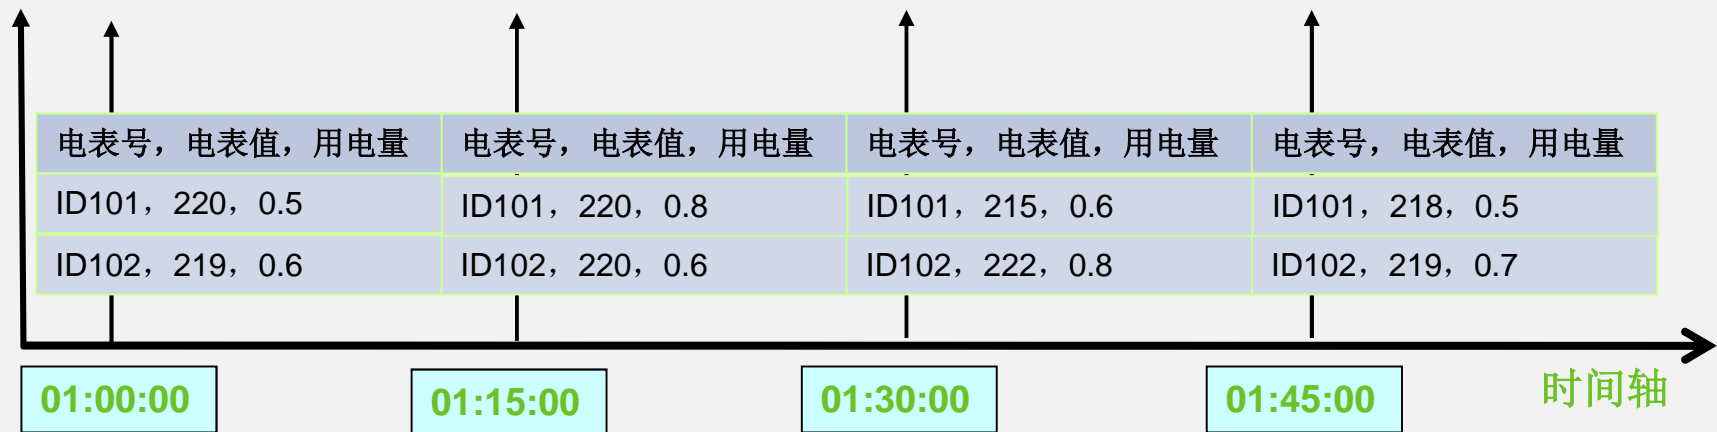 电表号，电表值，用电量 电表号，电表值，用电量 电表号，电表值，用电量 电表号，电表值，用电量
ID101，220，0.5 ID101，220，0.8 ID101，215，0.6 ID101，218，0.5
ID102，219，0.6 ID102，220，0.6 ID102，222，0.8 ID102，219，0.7
01:00:00 01:15:00 01:30:00 01:45:00 时间轴